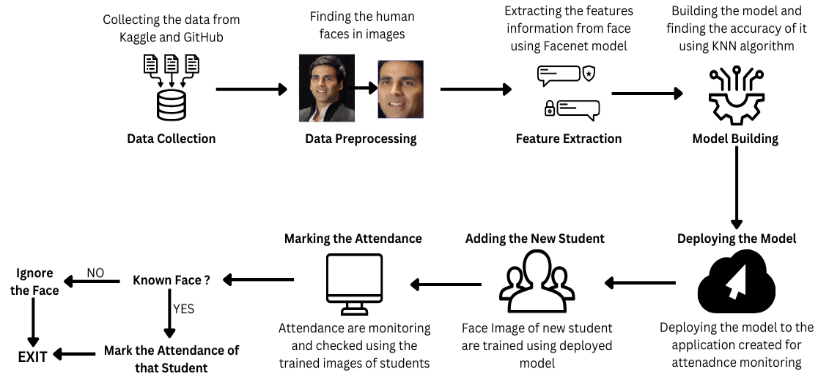 Collecting the data from
Kaggle and GitHub
Data Collection
Finding the human
faces in images
Data Preprocessing
Extracting the features
information from face
using Facenet model
Feature Extraction
Building the model and
finding the accuracy of it
using KNN algorithm
Model Building
Deploying the Model
Deploying the model to the
application created for
attenadnce monitoring
Adding the New Student
Face Image of new student
are trained using deployed
model
Marking the Attendance
Attendance are monitoring
and checked using the
trained images of students
Known Face ?
NO
Ignore
the Face
YES
Mark the Attendance of
that Student
EXIT